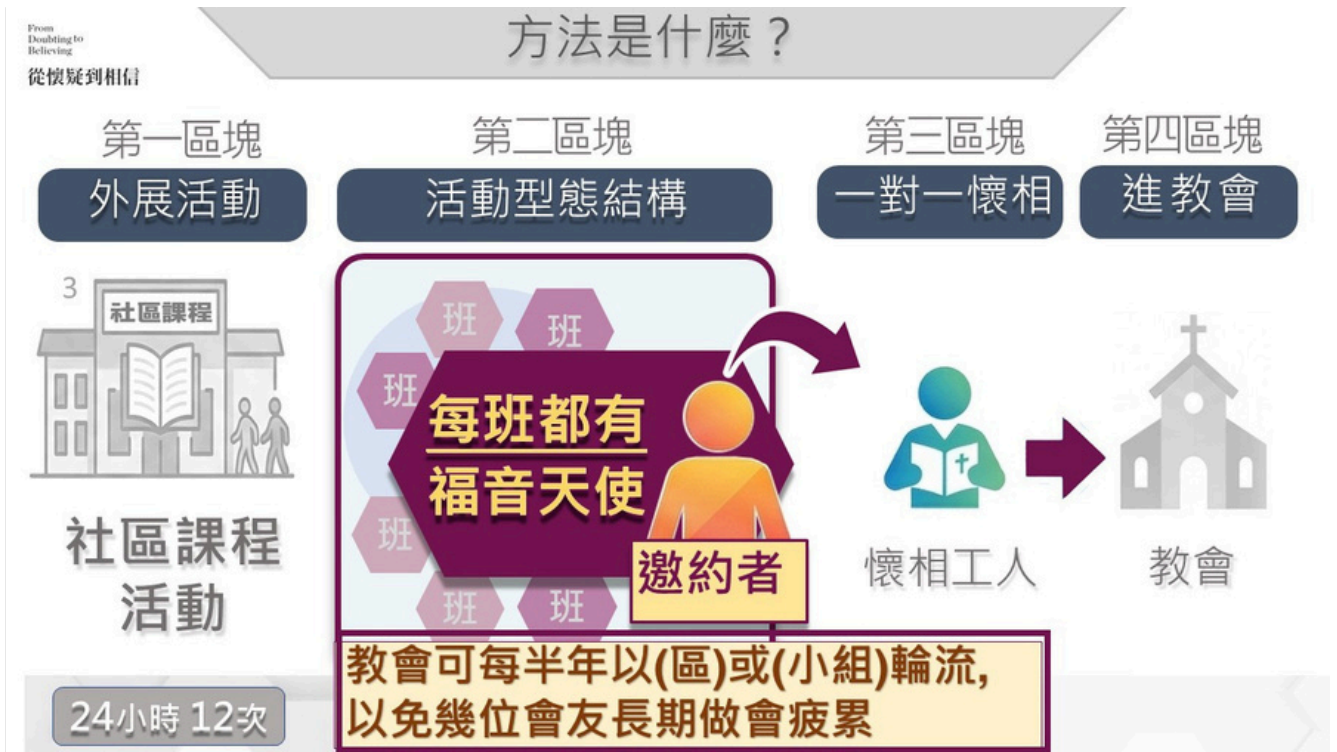 From
Doubting to
Believing
從懷疑到相信
方法是什麼？
第一區塊
外展活動
第二區塊
活動型態結構
第三區塊
一對一懷相
第四區塊
進教會
3
社區課程
社區課程
活動
班
班
班
班
班
班
每班都有
福音天使
邀約者
懷相工人
教會
24小時 12次
教會可每半年以(區)或(小組)輪流,
以免幾位會友長期做會疲累